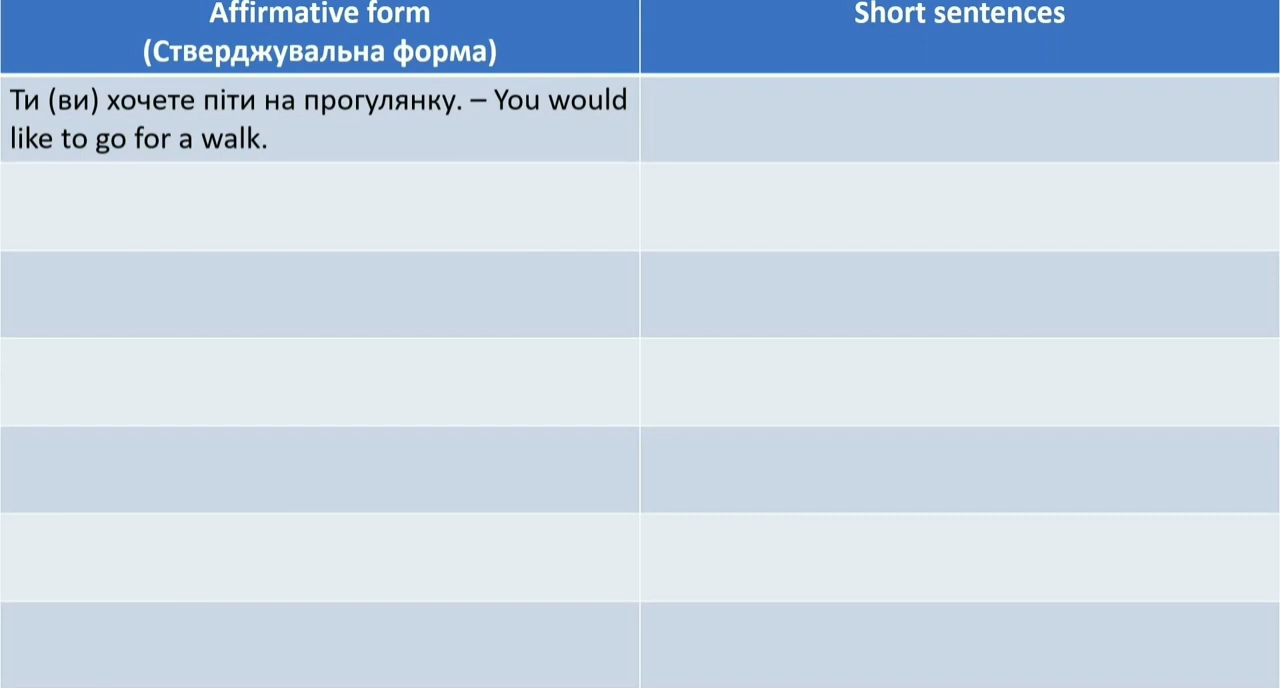 Affirmative form
(Стверджувальна форма)
Short sentences
Ти (ви) хочете піти на прогулянку. – You would
like to go for a walk.